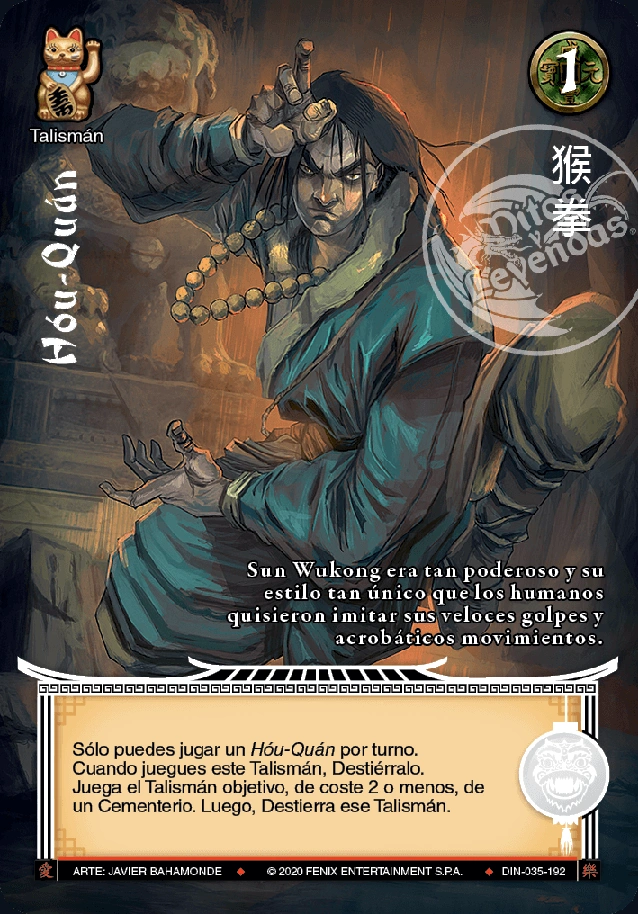 Talismán
1
Hóu-Quán
猴拳
Mitos y Leyendas®
Sun Wukong era tan poderoso y su
estilo tan único que los humanos
quisieron imitar sus veloces golpes y
acrobáticos movimientos.
Sólo puedes jugar un Hóu-Quán por turno.
Cuando juegues este Talismán, Destiérralo.
Juega el Talismán objetivo, de coste 2 o menos, de
un Cementerio. Luego, Destierra ese Talismán.
愛 ARTE: JAVIER BAHAMONDE ♦ © 2020 FENIX ENTERTAINMENT S.P.A. ♦ DIN-035-192 樂